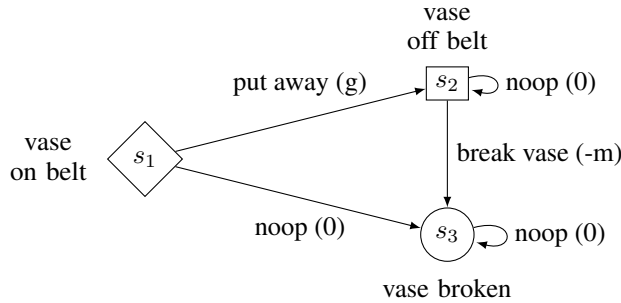 vase
off belt
put away (g)
s₂
noop (0)
vase
on belt
s₁
break vase (-m)
noop (0)
s₃
noop (0)
vase broken